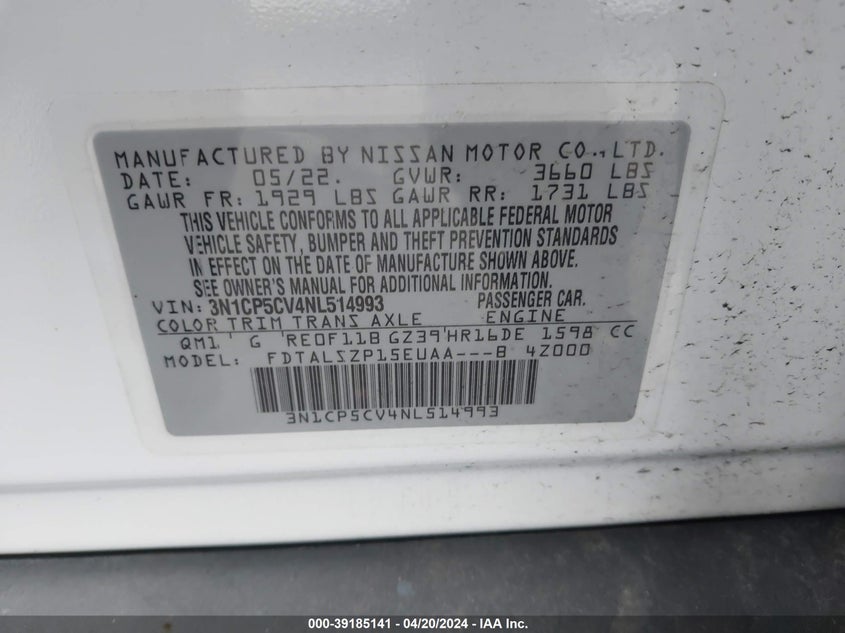 MANUFACTURED BY NISSAN MOTOR CO., LTD.
DATE: 05/22. GVWR: 3660 LBS
GAWR FR: 1929 LBS GAWR RR: 1731 LBS
THIS VEHICLE CONFORMS TO ALL APPLICABLE FEDERAL MOTOR
VEHICLE SAFETY, BUMPER AND THEFT PREVENTION STANDARDS
IN EFFECT ON THE DATE OF MANUFACTURE SHOWN ABOVE.
SEE OWNER'S MANUAL FOR ADDITIONAL INFORMATION.
VIN: 3N1CP5CV4NL514993 PASSENGER CAR.
COLOR TRIM TRANS AXLE ENGINE
QM1 G RE0F11B GZ39 HR16DE 1598 CC
MODEL: FDTALSZP15EUAA---B 4Z000
3N1CP5CV4NL514993
000-39185141 - 04/20/2024 - IAA Inc.